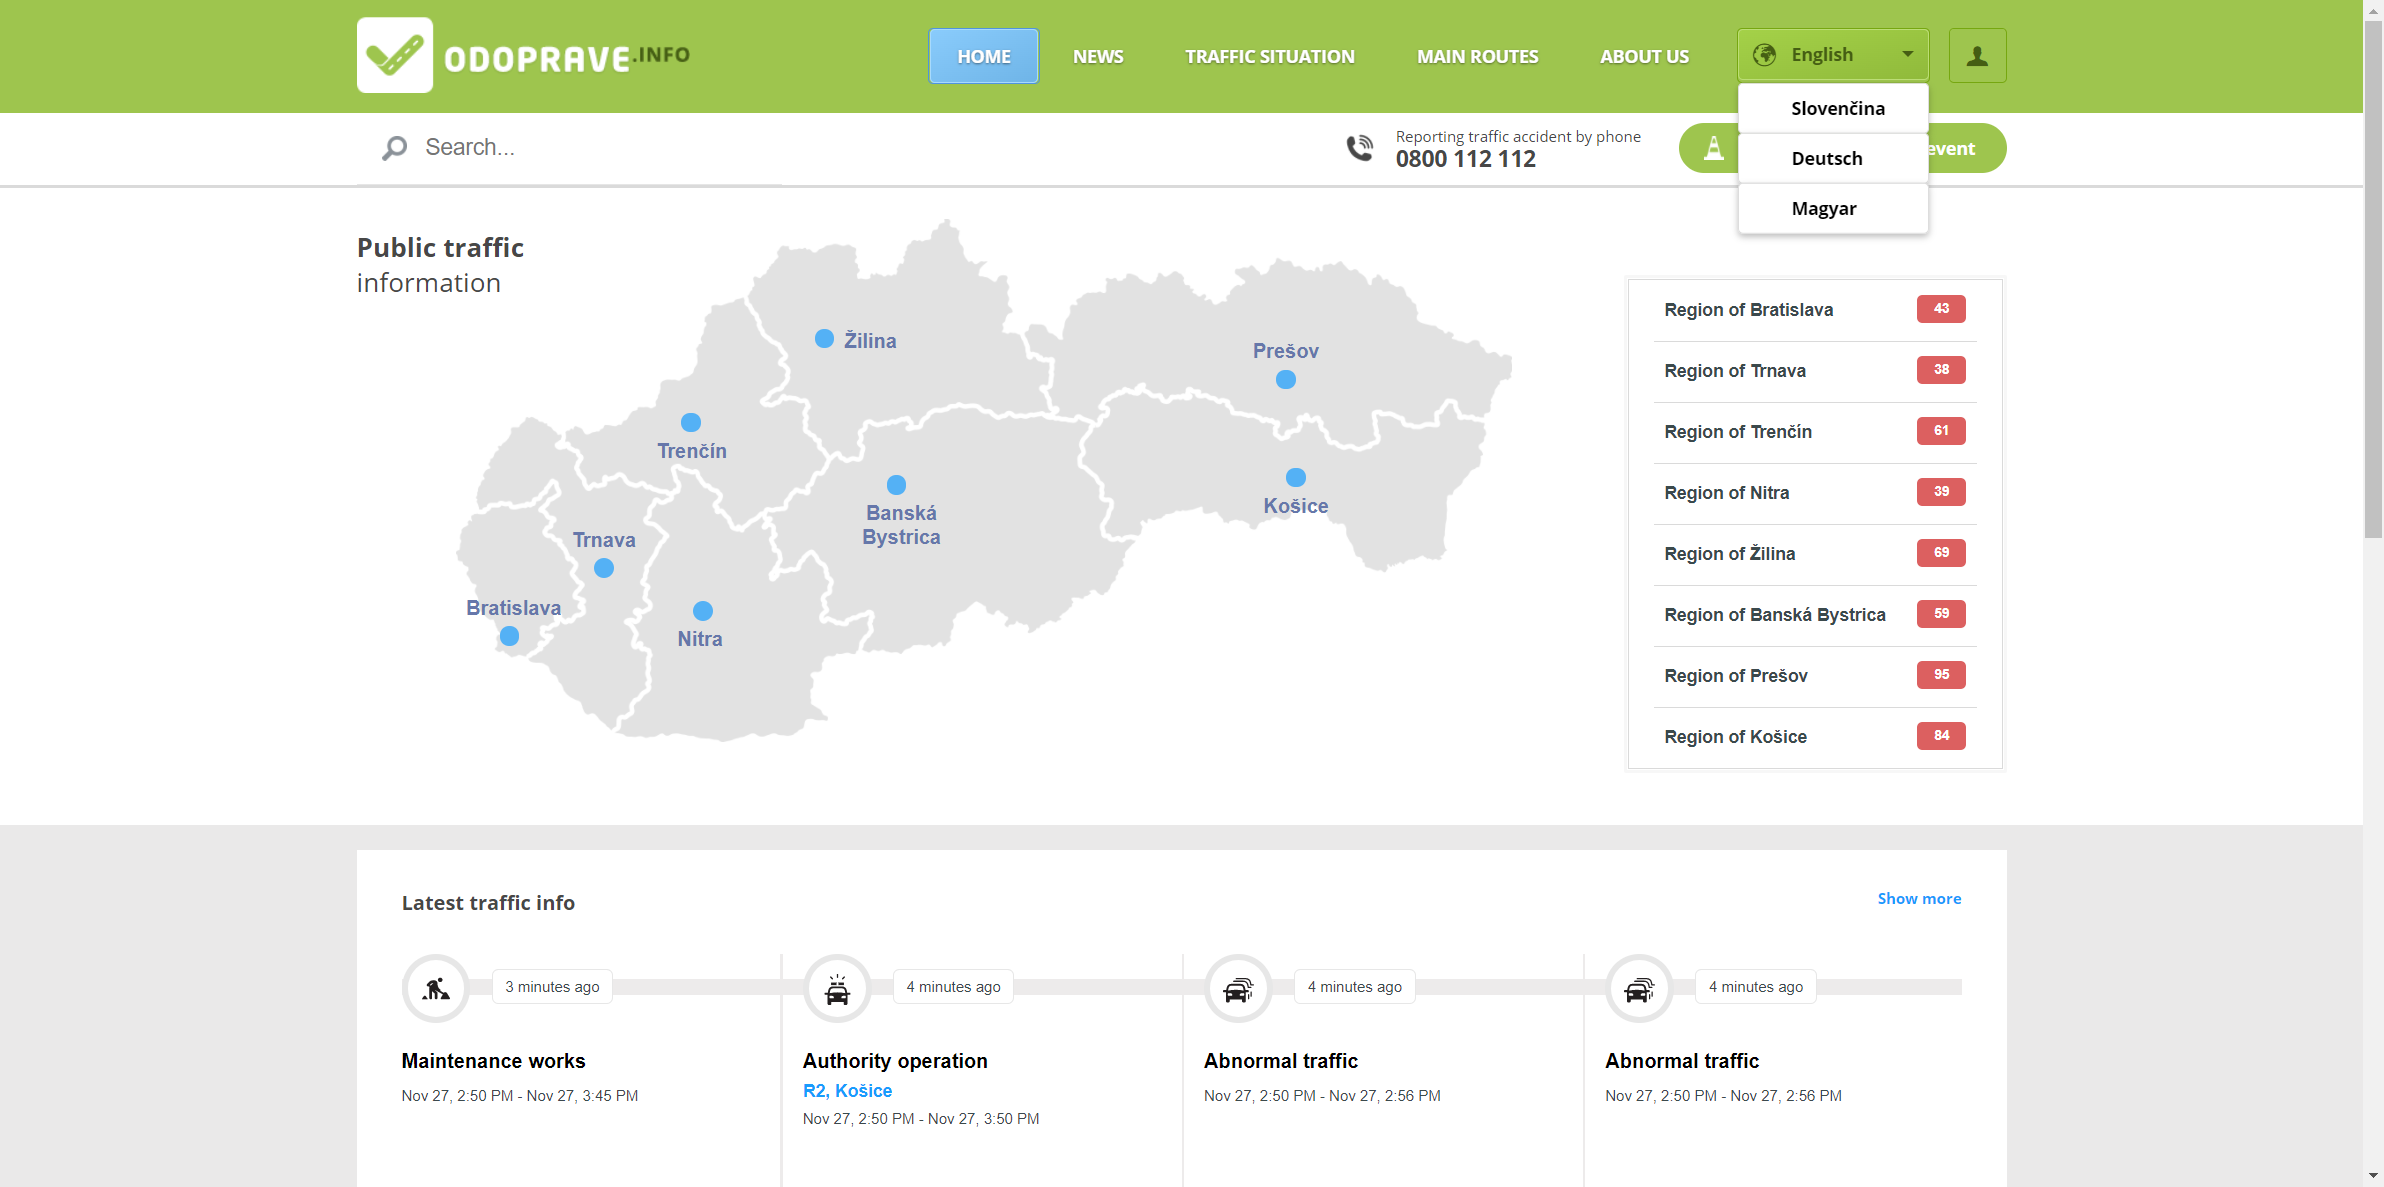 ODOPRAVE.INFO
HOME
NEWS
TRAFFIC SITUATION
MAIN ROUTES
ABOUT US
English
Slovenčina
Deutsch
Magyar
Search...
Reporting traffic accident by phone
0800 112 112
event
Public traffic
information
Žilina
Prešov
Trenčín
Košice
Banská
Bystrica
Trnava
Bratislava
Nitra
Region of Bratislava 43
Region of Trnava 38
Region of Trenčín 61
Region of Nitra 39
Region of Žilina 69
Region of Banská Bystrica 59
Region of Prešov 95
Region of Košice 84
Latest traffic info
Show more
3 minutes ago
Maintenance works
Nov 27, 2:50 PM - Nov 27, 3:45 PM
4 minutes ago
Authority operation
R2, Košice
Nov 27, 2:50 PM - Nov 27, 3:50 PM
4 minutes ago
Abnormal traffic
Nov 27, 2:50 PM - Nov 27, 2:56 PM
4 minutes ago
Abnormal traffic
Nov 27, 2:50 PM - Nov 27, 2:56 PM